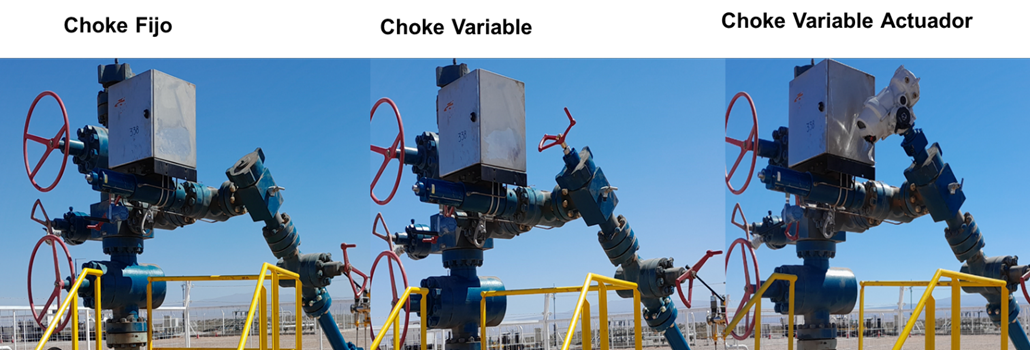 Choke Fijo
Choke Variable
Choke Variable Actuador